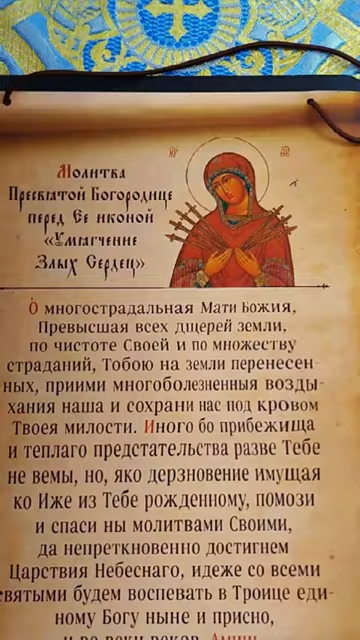 Молитва
Пресвятой Богородице
перед Ее иконой
«Умягчение
Злых Сердец»
О многострадальная Мати Божия,
Превысшая всех дщерей земли,
по чистоте Своей и по множеству
страданий, Тобою на земли перенесен-
ных, приими многоболезненныя возды-
хания наша и сохрани нас под кровом
Твоея милости. Иного бо прибежища
и теплаго предстательства разве Тебе
не вемы, но, яко дерзновение имущая
ко Иже из Тебе рожденному, помози
и спаси ны молитвами Своими,
да непреткновенно достигнем
Царствия Небеснаго, идеже со всеми
святыми будем воспевать в Троице еди-
ному Богу ныне и присно,
и во веки веков. Аминь.